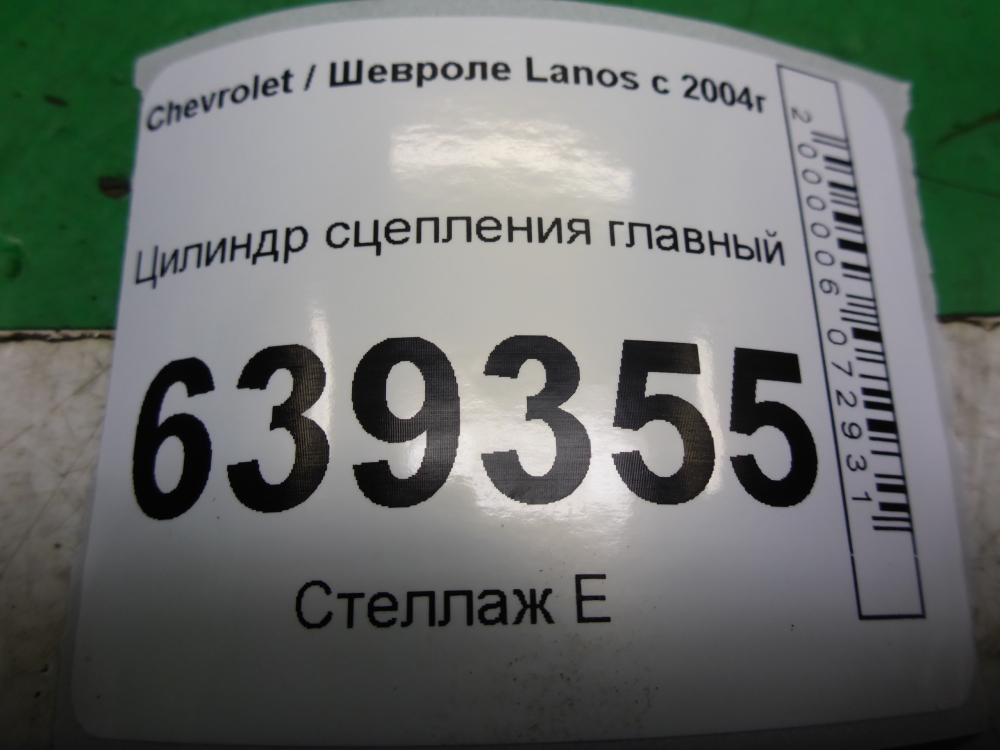 Chevrolet / Шевроле Lanos с 2004г
Цилиндр сцепления главный
639355
Стеллаж Е
2000006072931